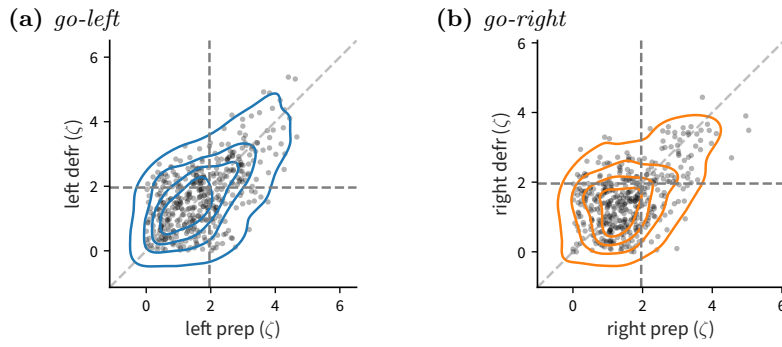 (a) go-left
6
4
2
0
left defr (ζ)
0 2 4 6
left prep (ζ)
(b) go-right
6
4
2
0
right defr (ζ)
0 2 4 6
right prep (ζ)